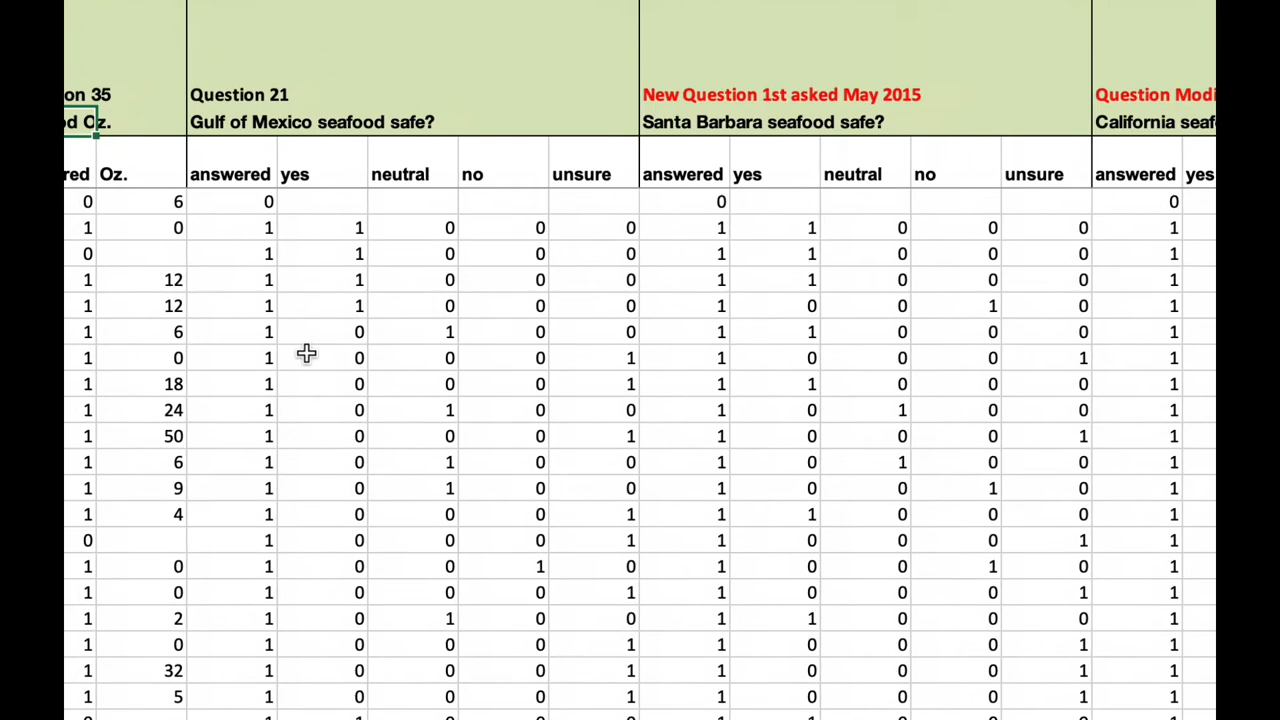 on 35 Question 21 New Question 1st asked May 2015 Question Modi
od Oz. Gulf of Mexico seafood safe? Santa Barbara seafood safe? California seaf
red Oz. answered yes neutral no unsure answered yes neutral no unsure answered yes
0 6 0 0 0
1 0 1 1 0 0 0 1 1 0 0 0 1
0 1 1 0 0 0 1 1 0 0 0 1
1 12 1 1 0 0 0 1 1 0 0 0 1
1 12 1 1 0 0 0 1 0 0 1 0 1
1 6 1 0 1 0 0 1 1 0 0 0 1
1 0 1 0 0 0 1 1 0 0 0 1 1
1 18 1 0 0 0 1 1 1 0 0 0 1
1 24 1 0 1 0 0 1 0 1 0 0 1
1 50 1 0 0 0 1 1 0 0 0 1 1
1 6 1 0 1 0 0 1 0 1 0 0 1
1 9 1 0 1 0 0 1 0 0 1 0 1
1 4 1 0 0 0 1 1 1 0 0 0 1
0 1 0 0 0 1 1 0 0 0 1 1
1 0 1 0 0 1 0 1 0 0 1 0 1
1 0 1 0 0 0 1 1 0 0 0 1 1
1 2 1 0 1 0 0 1 1 0 0 0 1
1 0 1 0 0 0 1 1 0 0 0 1 1
1 32 1 0 0 0 1 1 0 0 0 1 1
1 5 1 0 0 0 1 1 0 0 0 1 1